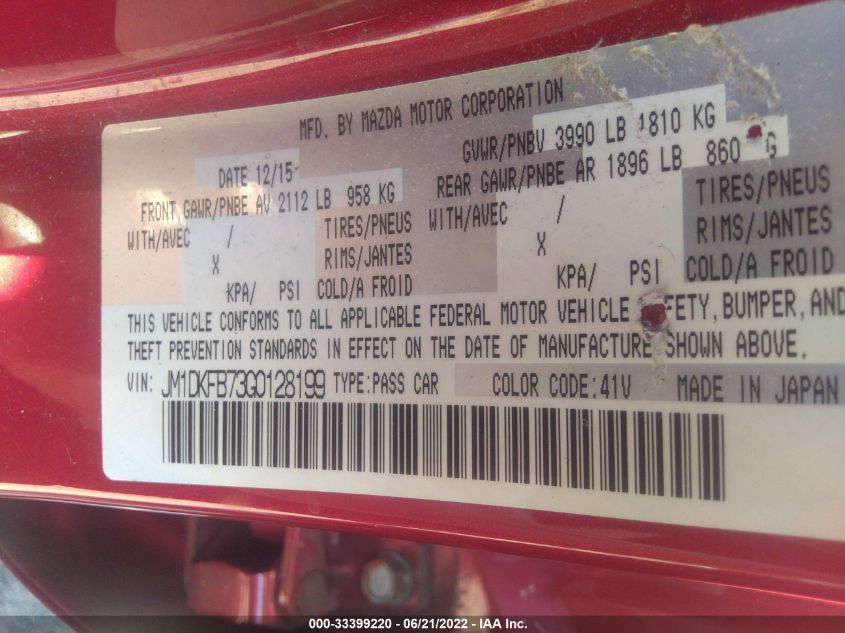 MFD. BY MAZDA MOTOR CORPORATION
DATE 12/15 GVWR/PNBV 3990 LB 1810 KG
FRONT GAWR/PNBE AV 2112 LB 958 KG REAR GAWR/PNBE AR 1896 LB 860 G
WITH/AVEC / TIRES/PNEUS WITH/AVEC / TIRES/PNEUS
X RIMS/JANTES X RIMS/JANTES
KPA/ PSI COLD/A FROID KPA/ PSI COLD/A FROID
THIS VEHICLE CONFORMS TO ALL APPLICABLE FEDERAL MOTOR VEHICLE FETY, BUMPER, AND
THEFT PREVENTION STANDARDS IN EFFECT ON THE DATE OF MANUFACTURE SHOWN ABOVE.
VIN: JM1DKFB73G0128199 TYPE:PASS CAR COLOR CODE:41V MADE IN JAPAN
000-33399220 - 06/21/2022 - IAA Inc.